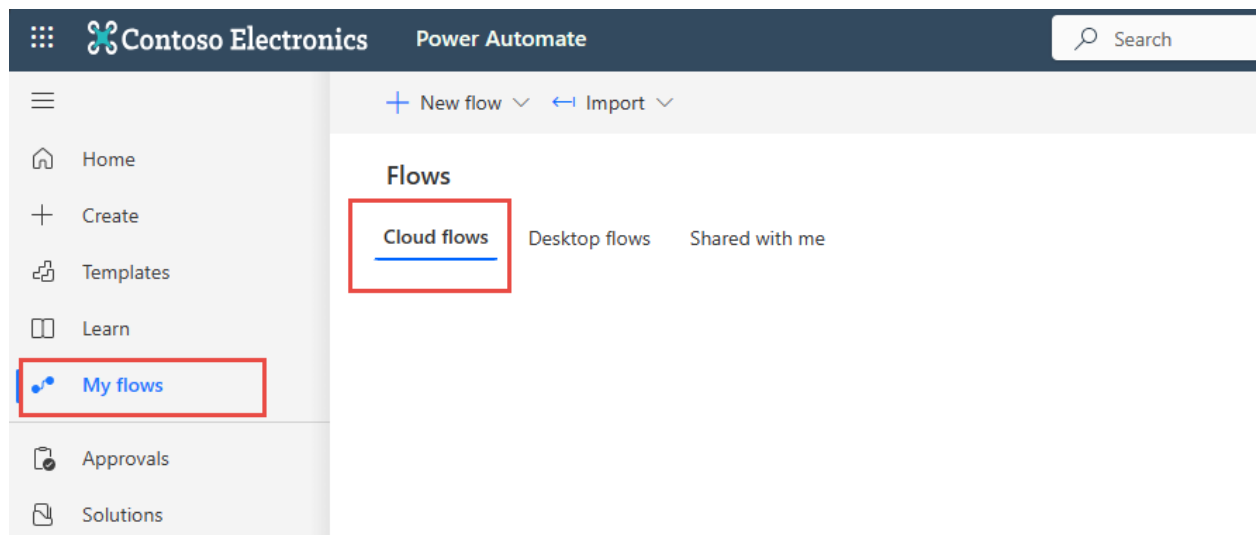 Contoso Electronics Power Automate Search
New flow Import
Home
Create
Templates
Learn
My flows
Approvals
Solutions
Flows
Cloud flows Desktop flows Shared with me